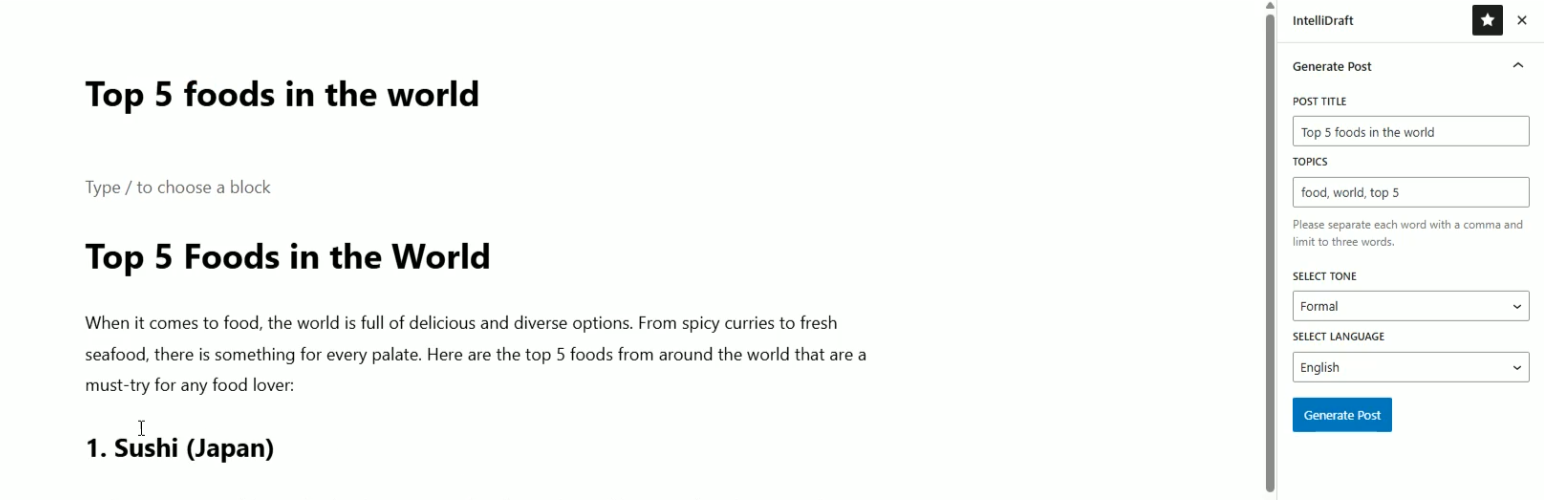 Top 5 foods in the world
Type / to choose a block
Top 5 Foods in the World
When it comes to food, the world is full of delicious and diverse options. From spicy curries to fresh
seafood, there is something for every palate. Here are the top 5 foods from around the world that are a
must-try for any food lover:
1. Sushi (Japan)
IntelliDraft
Generate Post
POST TITLE
Top 5 foods in the world
TOPICS
food, world, top 5
Please separate each word with a comma and
limit to three words.
SELECT TONE
Formal
SELECT LANGUAGE
English
Generate Post